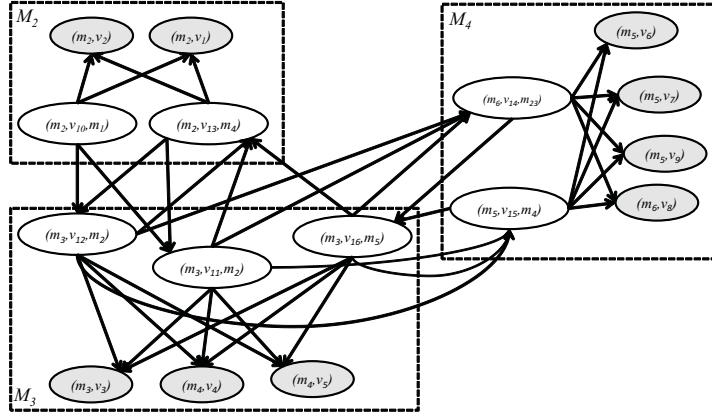 M₂
(m₂,v₂)
(m₂,v₁)
(m₂,v₁₀,m₁)
(m₂,v₁₃,m₄)
M₄
(m₅,v₆)
(m₆,v₁₄,m₂₃)
(m₅,v₇)
(m₅,v₉)
(m₅,v₁₅,m₄)
(m₆,v₈)
(m₃,v₁₂,m₂)
(m₃,v₁₁,m₂)
(m₃,v₁₆,m₅)
(m₃,v₃)
(m₄,v₄)
(m₄,v₅)
M₃